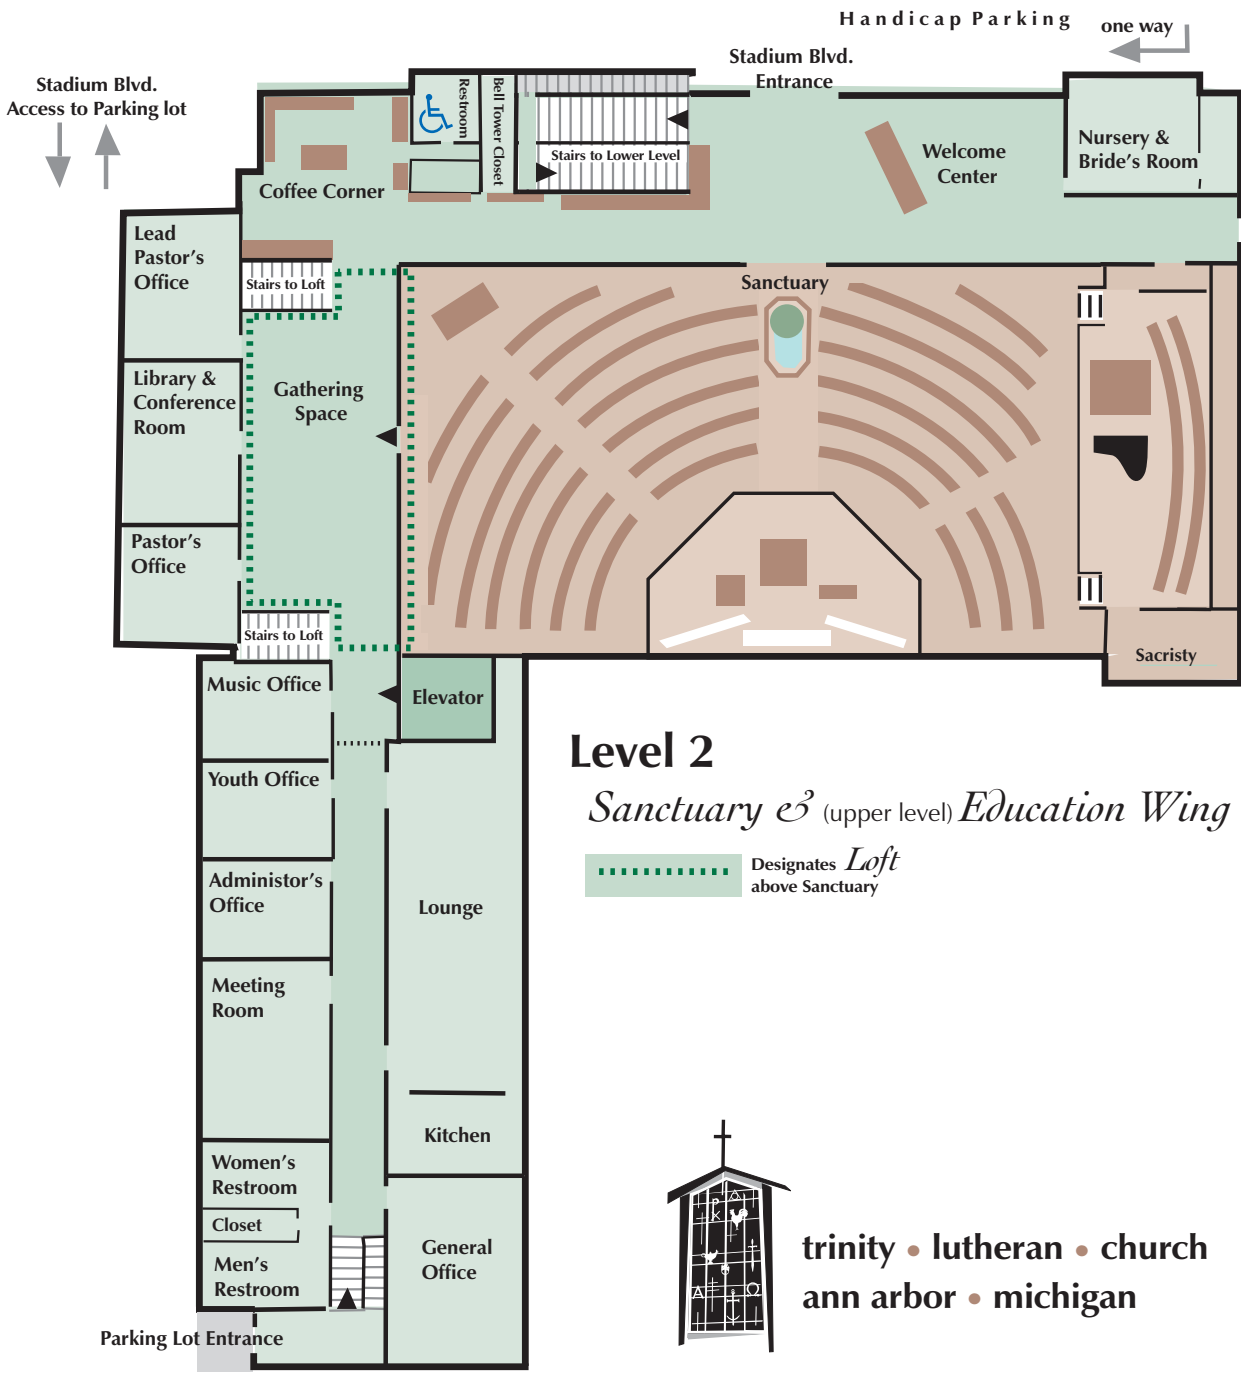 Handicap Parking
one way
Stadium Blvd.
Entrance
Stadium Blvd.
Access to Parking lot
Restroom
Bell Tower Closet
Stairs to Lower Level
Welcome
Center
Nursery &
Bride's Room
Coffee Corner
Lead
Pastor's
Office
Stairs to Loft
Sanctuary
Library &
Conference
Room
Gathering
Space
Pastor's
Office
Stairs to Loft
Sacristy
Music Office
Elevator
Level 2
Sanctuary & (upper level) Education Wing
Designates Loft
above Sanctuary
Youth Office
Administor's
Office
Lounge
Meeting
Room
Kitchen
Women's
Restroom
Closet
Men's
Restroom
General
Office
Parking Lot Entrance
P
X
A
Ω
trinity • lutheran • church
ann arbor • michigan